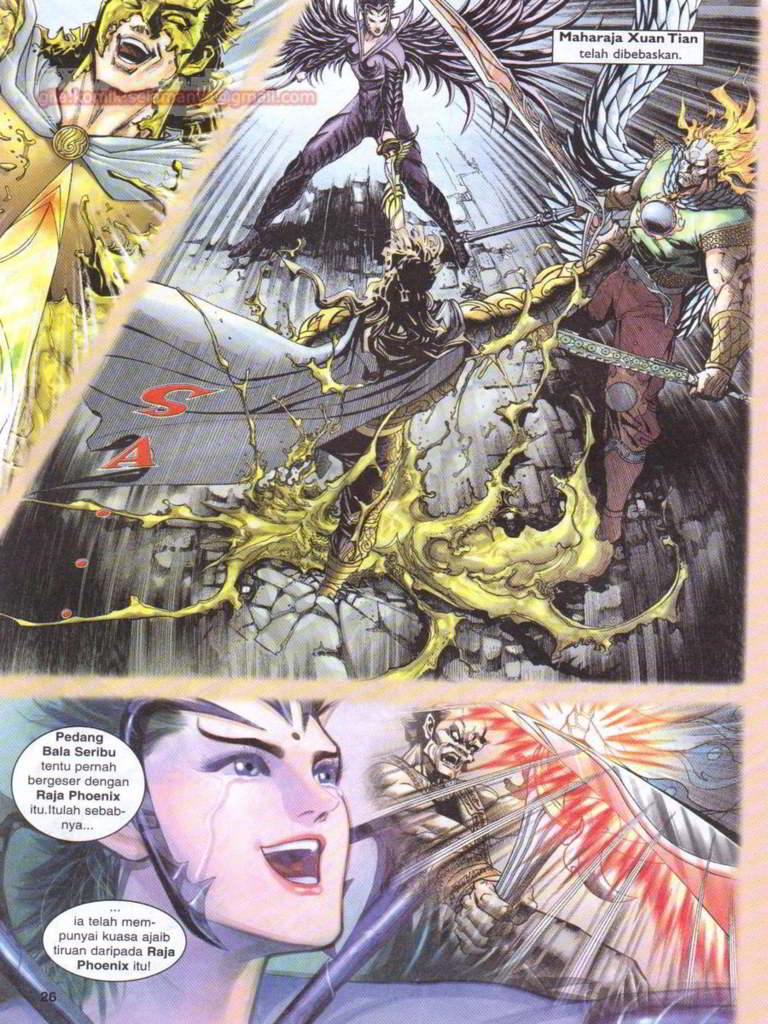 Maharaja Xuan Tian
telah dibebaskan.
S
A
Pedang
Bala Seribu
tentu pernah
bergeser dengan
Raja Phoenix
itu.Itulah sebab-
nya...
...
ia telah mem-
punyai kuasa ajaib
tiruan daripada Raja
Phoenix itu!
26